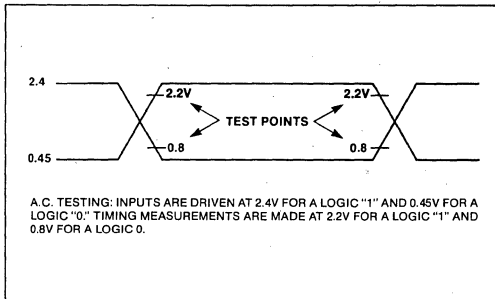 2.4
2.2V 2.2V
TEST POINTS
0.8 0.8
0.45
A.C. TESTING: INPUTS ARE DRIVEN AT 2.4V FOR A LOGIC "1" AND 0.45V FOR A
LOGIC "0." TIMING MEASUREMENTS ARE MADE AT 2.2V FOR A LOGIC "1" AND
0.8V FOR A LOGIC 0.